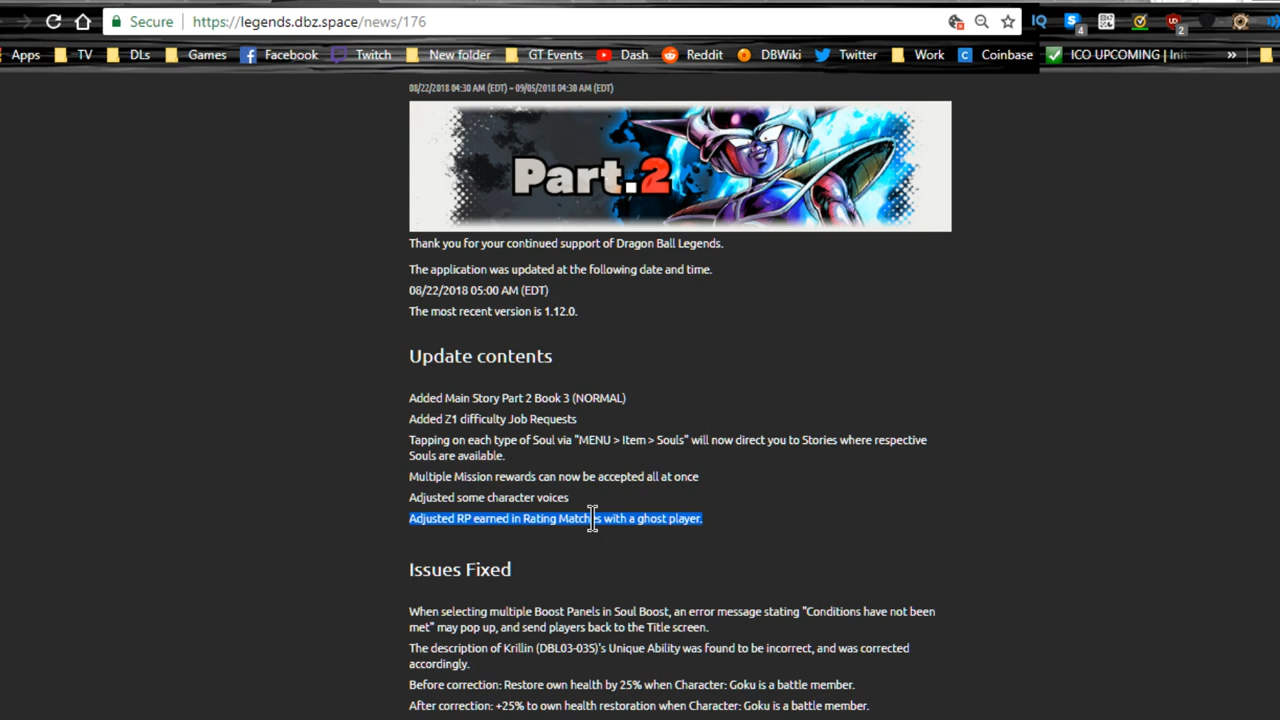 Secure https://legends.dbz.space/news/176
IQ 4 2
Apps TV DLs Games Facebook Twitch New folder GT Events YouTube Dash Reddit DBWiki Twitter Work Coinbase ICO UPCOMING | Init »
08/22/2018 04:30 AM (EDT) ~ 09/05/2018 04:30 AM (EDT)
Part.2
Thank you for your continued support of Dragon Ball Legends.
The application was updated at the following date and time.
08/22/2018 05:00 AM (EDT)
The most recent version is 1.12.0.
Update contents
Added Main Story Part 2 Book 3 (NORMAL)
Added Z1 difficulty Job Requests
Tapping on each type of Soul via "MENU > Item > Souls" will now direct you to Stories where respective
Souls are available.
Multiple Mission rewards can now be accepted all at once
Adjusted some character voices
Adjusted RP earned in Rating Matches with a ghost player.
Issues Fixed
When selecting multiple Boost Panels in Soul Boost, an error message stating "Conditions have not been
met" may pop up, and send players back to the Title screen.
The description of Krillin (DBL03-03S)'s Unique Ability was found to be incorrect, and was corrected
accordingly.
Before correction: Restore own health by 25% when Character: Goku is a battle member.
After correction: +25% to own health restoration when Character: Goku is a battle member.